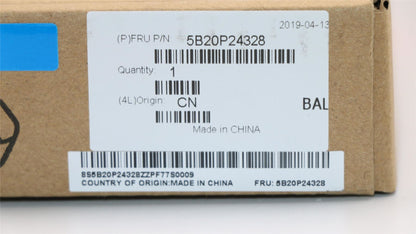 2019-04-13
(P)FRU P/N: 5B20P24328
Quantity: 1
(4L)Origin: CN
BAL
Made in CHINA
8S5B20P24328ZZPF77S0009
COUNTRY OF ORIGIN:MADE IN CHINA FRU: 5B20P24328